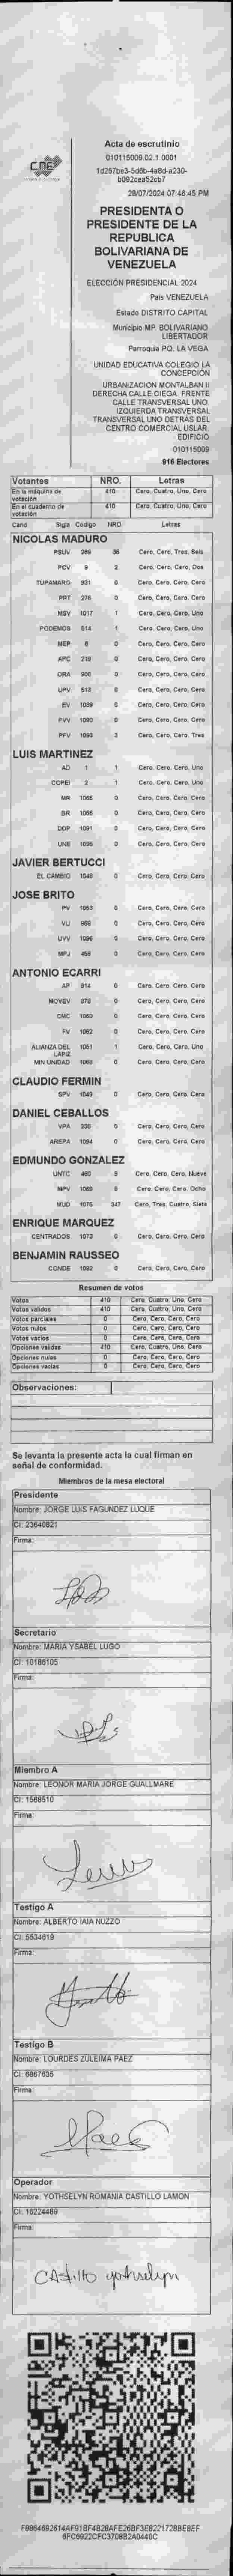 CNE
Acta de escrutinio
010115009.02.1.0001
28/07/2024 07:46:45 PM
PRESIDENTA O
PRESIDENTE DE LA
REPUBLICA
BOLIVARIANA DE
VENEZUELA
ELECCIÓN PRESIDENCIAL 2024
País VENEZUELA
Estado DISTRITO CAPITAL
Municipio MP. BOLIVARIANO
LIBERTADOR
Parroquia PQ. LA VEGA
UNIDAD EDUCATIVA COLEGIO LA
CONCEPCIÓN
URBANIZACION MONTALBAN II
DERECHA CALLE CIEGA. FRENTE
CALLE TRANSVERSAL UNO.
IZQUIERDA TRANSVERSAL
TRANSVERSAL UNO DETRÁS DEL
CENTRO COMERCIAL USLAR.
EDIFICIO
010115009
916 Electores
Votantes NRO. Letras
En la máquina de votación 410 Cero, Cuatro, Uno, Cero
En el cuaderno de votación 410 Cero, Cuatro, Uno, Cero
Cand Sigla Codigo NRO Letras
NICOLAS MADURO
PSUV 269 36 Cero, Cero, Tres, Seis
PCV 9 2 Cero, Cero, Cero, Dos
TUPAMARO 931 0 Cero, Cero, Cero, Cero
PPT 276 0 Cero, Cero, Cero, Cero
MSV 1017 1 Cero, Cero, Cero, Uno
PODEMOS 514 1 Cero, Cero, Cero, Uno
MEP 6 0 Cero, Cero, Cero, Cero
APC 219 0 Cero, Cero, Cero, Cero
ORA 906 0 Cero, Cero, Cero, Cero
UPV 513 0 Cero, Cero, Cero, Cero
EV 1089 0 Cero, Cero, Cero, Cero
PVV 1090 0 Cero, Cero, Cero, Cero
PFV 1093 3 Cero, Cero, Cero, Tres
LUIS MARTINEZ
AD 1 1 Cero, Cero, Cero, Uno
COPEI 2 1 Cero, Cero, Cero, Uno
MR 1065 0 Cero, Cero, Cero, Cero
BR 1066 0 Cero, Cero, Cero, Cero
DDP 1091 0 Cero, Cero, Cero, Cero
UNE 1095 0 Cero, Cero, Cero, Cero
JAVIER BERTUCCI
EL CAMBIO 1040 0 Cero, Cero, Cero, Cero
JOSE BRITO
PV 1053 0 Cero, Cero, Cero, Cero
VU 868 0 Cero, Cero, Cero, Cero
UVV 1096 0 Cero, Cero, Cero, Cero
MPJ 458 0 Cero, Cero, Cero, Cero
ANTONIO ECARRI
AP 914 0 Cero, Cero, Cero, Cero
MOVEV 979 0 Cero, Cero, Cero, Cero
CMC 1050 0 Cero, Cero, Cero, Cero
FV 1062 0 Cero, Cero, Cero, Cero
ALIANZA DEL LAPIZ 1051 1 Cero, Cero, Cero, Uno
MIN UNIDAD 1069 0 Cero, Cero, Cero, Cero
CLAUDIO FERMIN
SPV 1049 0 Cero, Cero, Cero, Cero
DANIEL CEBALLOS
VPA 236 0 Cero, Cero, Cero, Cero
AREPA 1094 0 Cero, Cero, Cero, Cero
EDMUNDO GONZALEZ
UNTC 460 9 Cero, Cero, Cero, Nueve
MPV 1069 8 Cero, Cero, Cero, Ocho
MUD 1075 347 Cero, Tres, Cuatro, Siete
ENRIQUE MARQUEZ
CENTRADOS 1073 0 Cero, Cero, Cero, Cero
BENJAMIN RAUSSEO
CONDE 1092 0 Cero, Cero, Cero, Cero
Resumen de votos
Votos 410 Cero, Cuatro, Uno, Cero
Votos validos 410 Cero, Cuatro, Uno, Cero
Votos parciales 0 Cero, Cero, Cero, Cero
Votos nulos 0 Cero, Cero, Cero, Cero
Votos vacíos 0 Cero, Cero, Cero, Cero
Opciones validas 410 Cero, Cuatro, Uno, Cero
Opciones nulas 0 Cero, Cero, Cero, Cero
Opciones vacias 0 Cero, Cero, Cero, Cero
Observaciones:
Se levanta la presente acta la cual firman en
señal de conformidad.
Miembros de la mesa electoral
Presidente
Nombre: JORGE LUIS FAGUNDEZ LUQUE
CI: 23640821
Firma:
Secretario
Nombre: MARIA YSABEL LUGO
CI: 10186105
Firma:
Miembro A
Nombre: LEONOR MARIA JORGE GUALLMARE
CI: 1568510
Firma:
Testigo A
Nombre: ALBERTO IAIA NUZZO
CI: 5534619
Firma:
Testigo B
Nombre: LOURDES ZULEIMA PAEZ
CI: 6867635
Firma:
Operador
Nombre: YOTHSELYN ROMANIA CASTILLO LAMON
CI: 16224469
Firma:
CAstillo yothselyn